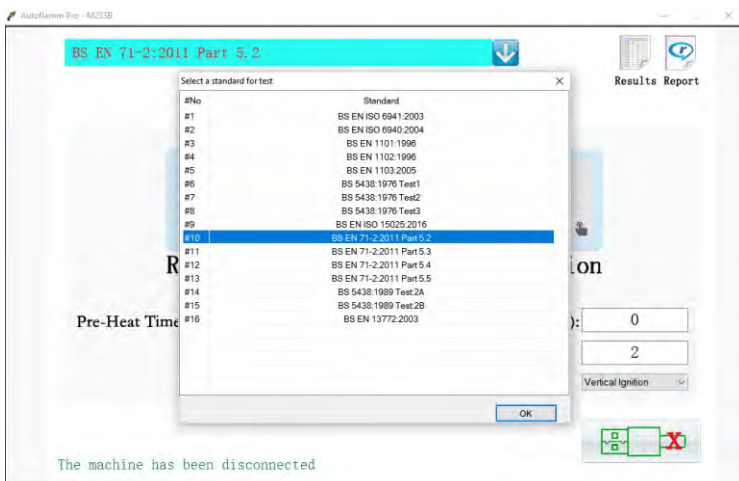 Autoflamm Pro - M233B
BS EN 71-2:2011 Part 5.2
Results Report
Select a standard for test
#No Standard
#1 BS EN ISO 6941:2003
#2 BS EN ISO 6940:2004
#3 BS EN 1101:1996
#4 BS EN 1102:1996
#5 BS EN 1103:2005
#6 BS 5438:1976 Test1
#7 BS 5438:1976 Test2
#8 BS 5438:1976 Test3
#9 BS EN ISO 15025:2016
#10 BS EN 71-2:2011 Part 5.2
#11 BS EN 71-2:2011 Part 5.3
#12 BS EN 71-2:2011 Part 5.4
#13 BS EN 71-2:2011 Part 5.5
#14 BS 5438:1989 Test:2A
#15 BS 5438:1989 Test:2B
#16 BS EN 13772:2003
OK
R ion
Pre-Heat Time ): 0
2
Vertical Ignition
The machine has been disconnected